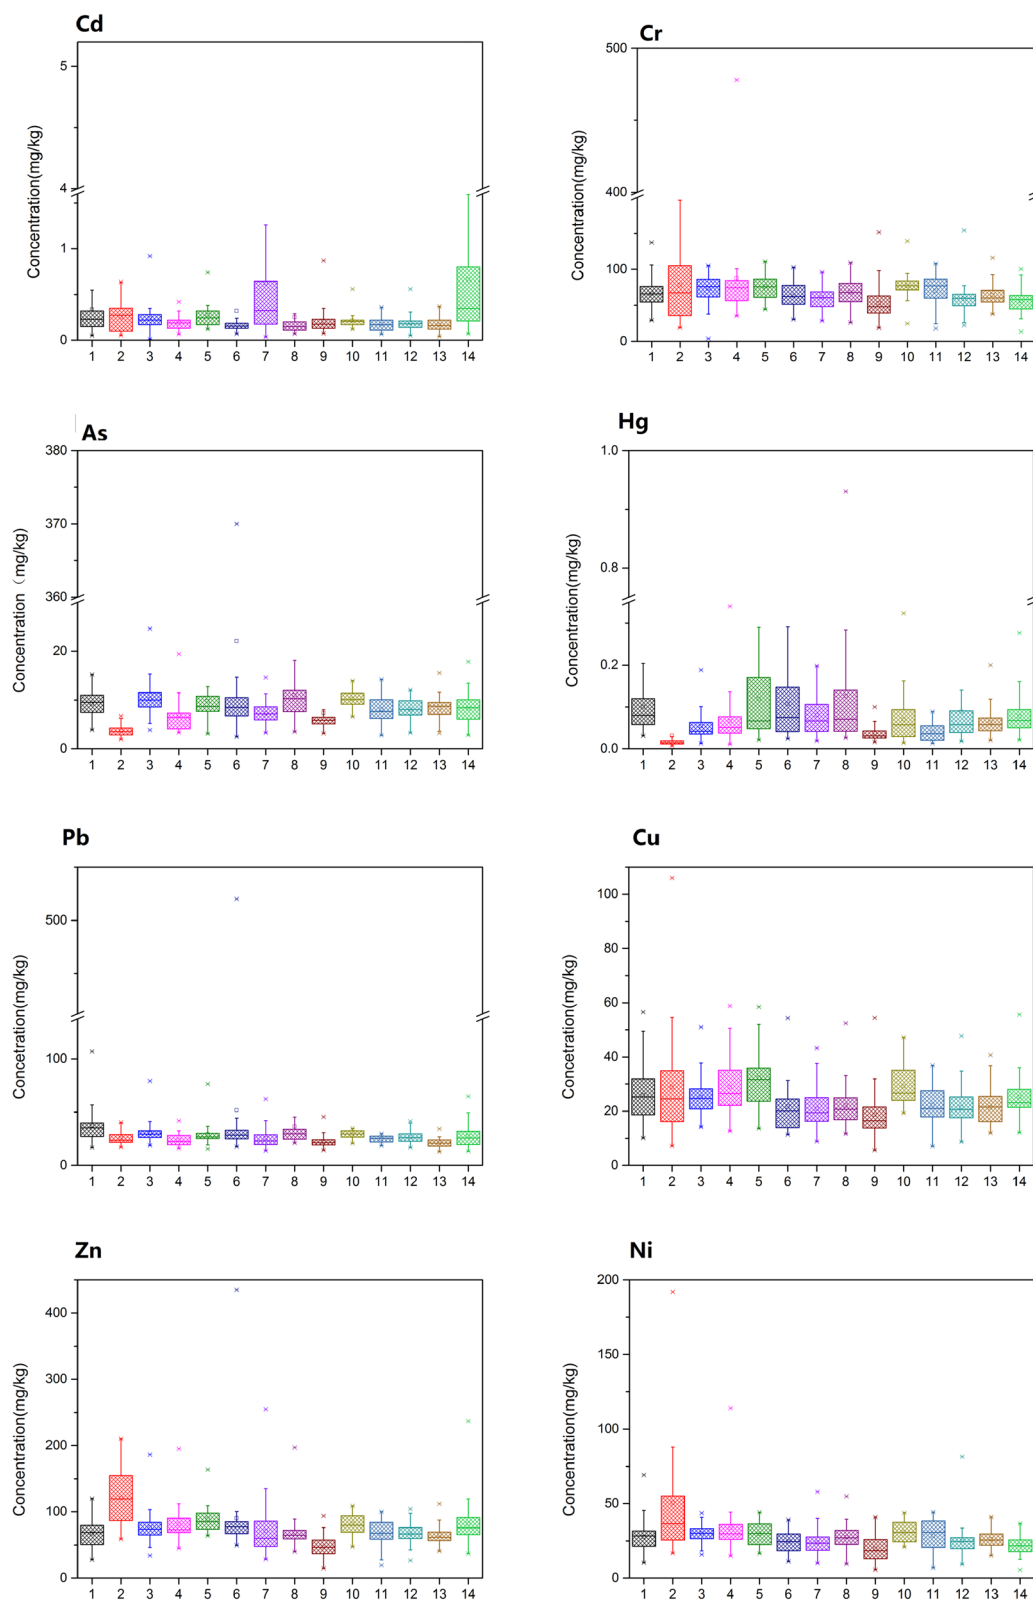 Cd
Concentration(mg/kg)
5
4
1
0
1 2 3 4 5 6 7 8 9 10 11 12 13 14
Cr
Concentration(mg/kg)
500
400
100
0
1 2 3 4 5 6 7 8 9 10 11 12 13 14
As
Concentration（mg/kg)
380
370
360
20
0
1 2 3 4 5 6 7 8 9 10 11 12 13 14
Hg
Concentration(mg/kg)
1.0
0.8
0.2
0.0
1 2 3 4 5 6 7 8 9 10 11 12 13 14
Pb
Concetration(mg/kg)
500
100
0
1 2 3 4 5 6 7 8 9 10 11 12 13 14
Cu
Concentration(mg/kg)
100
80
60
40
20
0
1 2 3 4 5 6 7 8 9 10 11 12 13 14
Zn
Concentration(mg/kg)
400
300
200
100
0
1 2 3 4 5 6 7 8 9 10 11 12 13 14
Ni
Concentration(mg/kg)
200
150
100
50
0
1 2 3 4 5 6 7 8 9 10 11 12 13 14